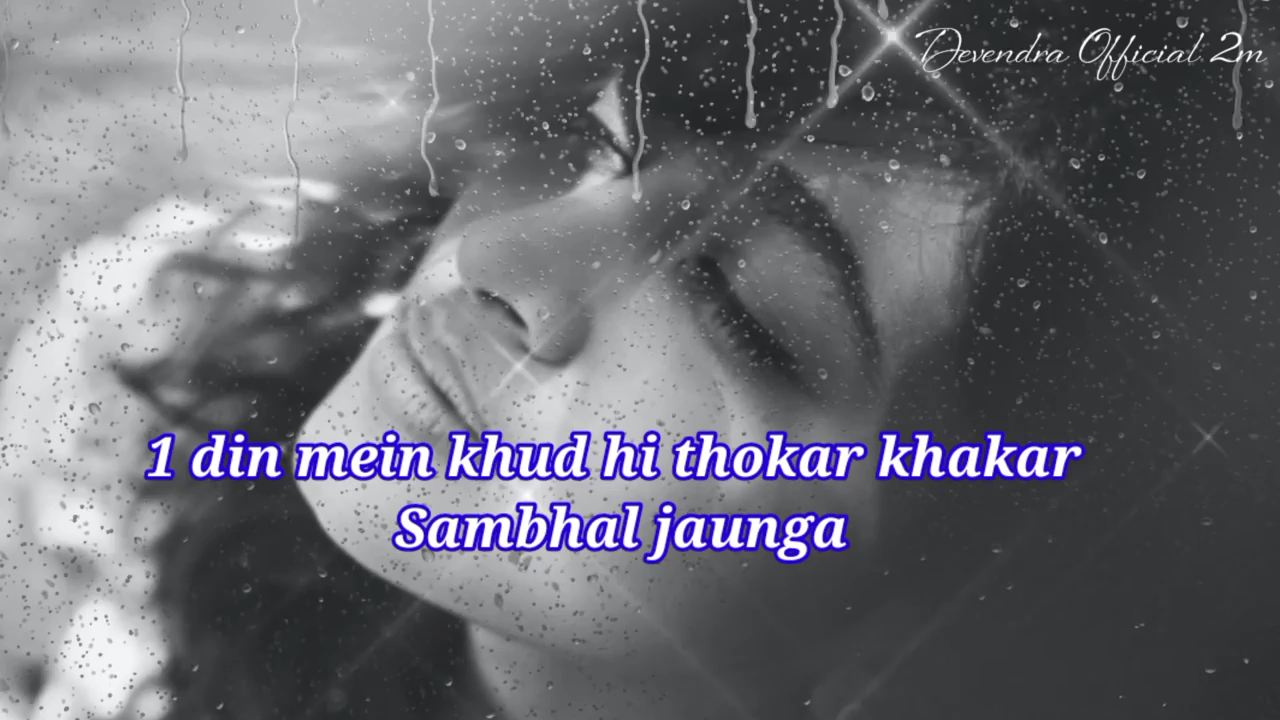 Devendra Official 2m
1 din mein khud hi thokar khakar
Sambhal jaunga